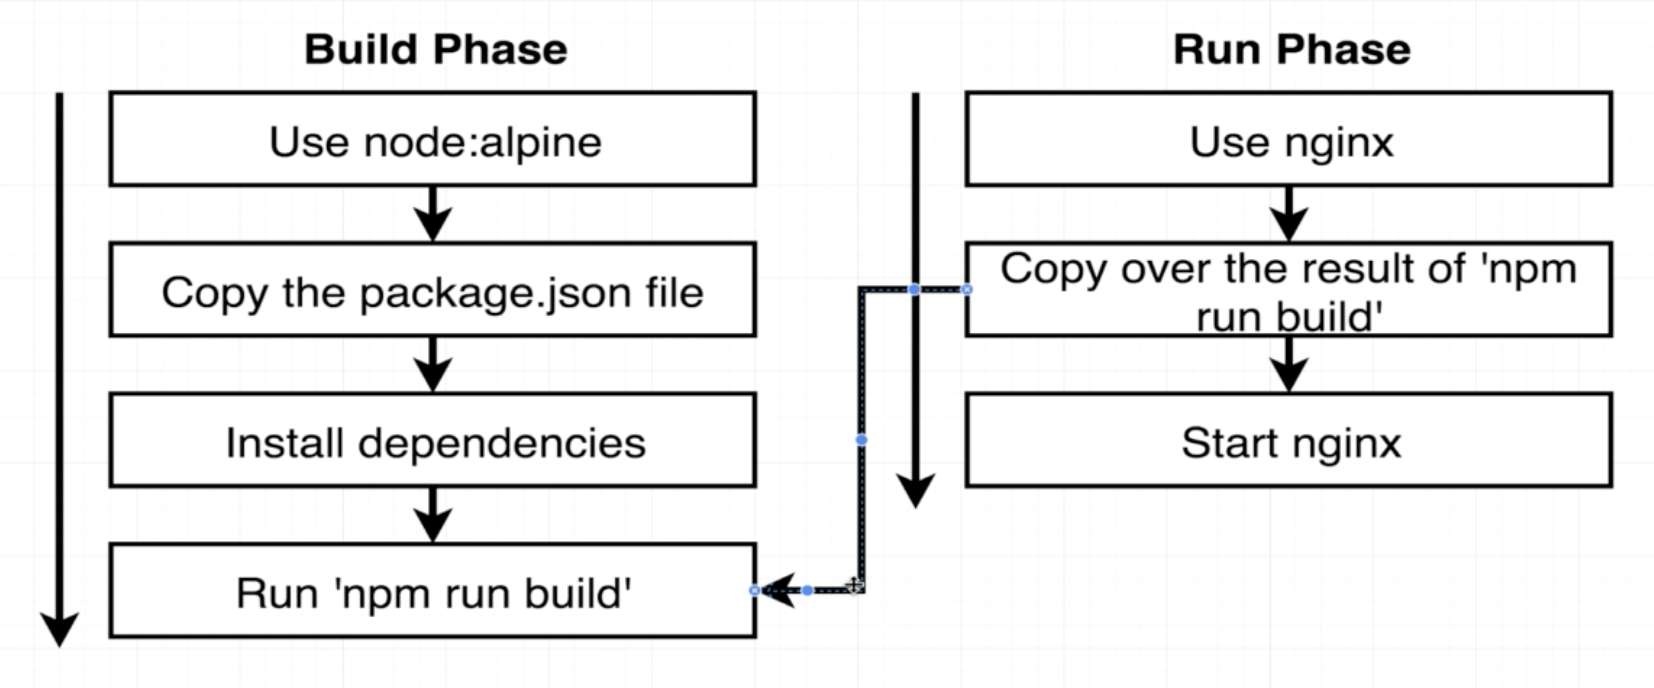 Build Phase
Use node:alpine
Copy the package.json file
Install dependencies
Run 'npm run build'
Run Phase
Use nginx
Copy over the result of 'npm
run build'
Start nginx